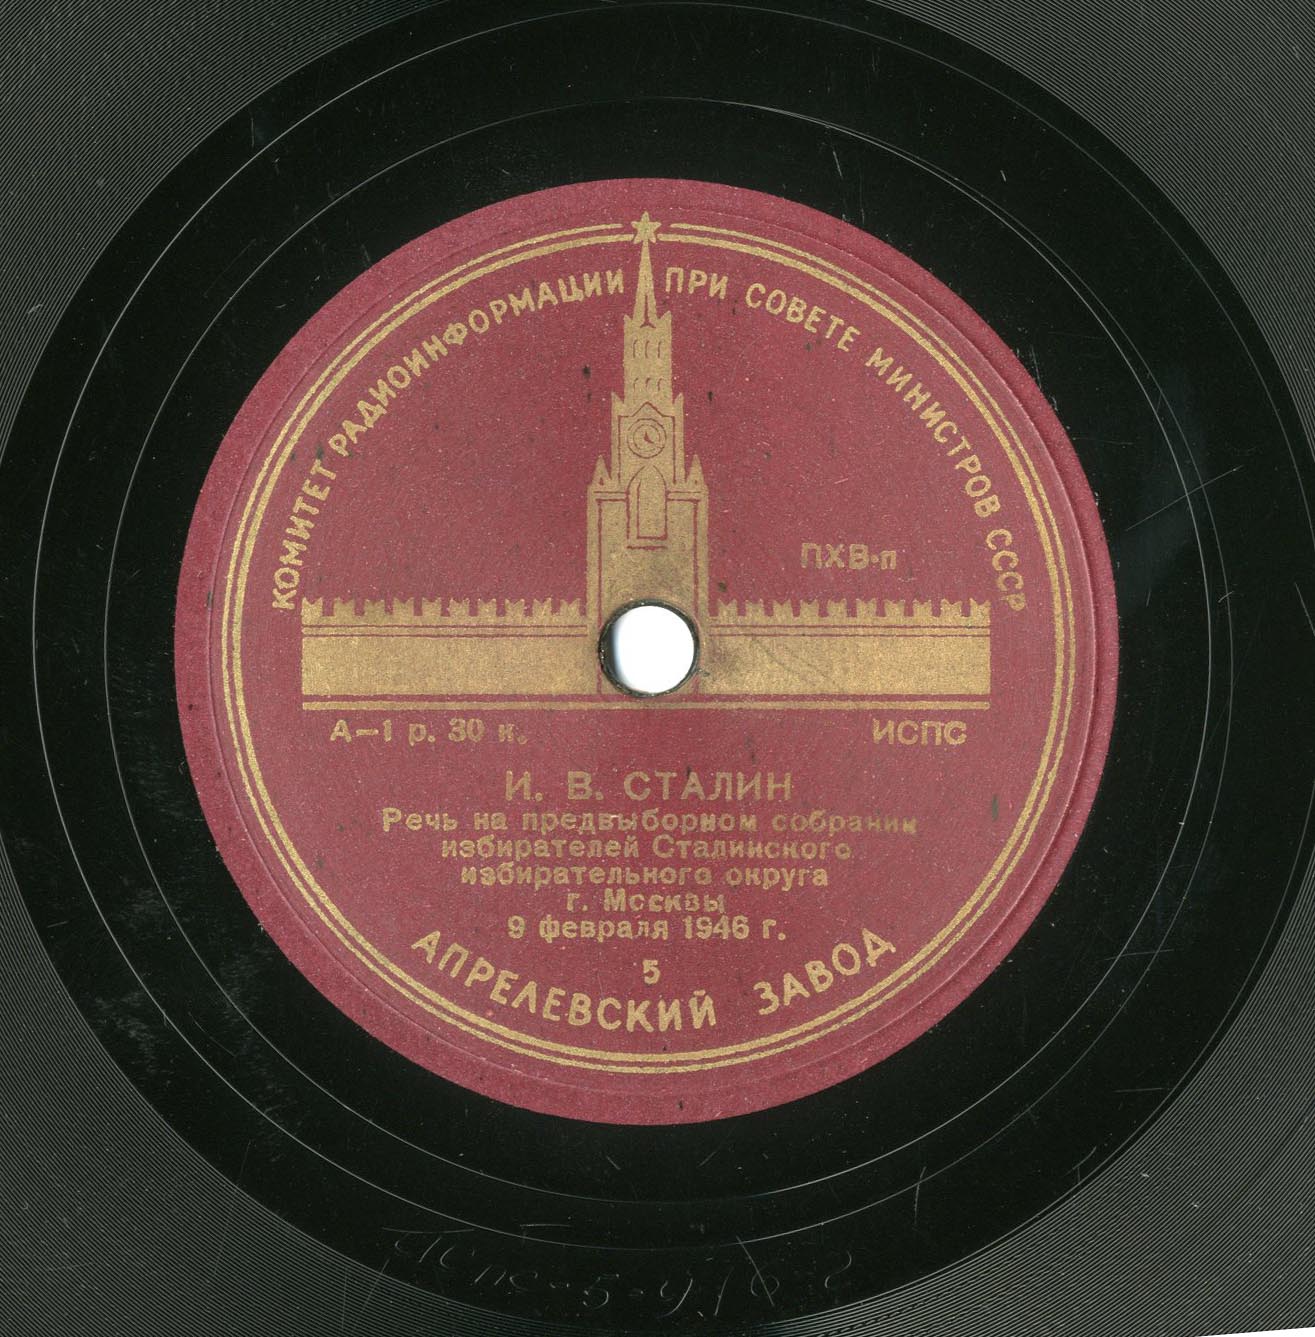 КОМИТЕТ РАДИОИНФОРМАЦИИ ПРИ СОВЕТЕ МИНИСТРОВ СССР
ПХВ-п
А-1 р. 30 к.
ИСПС
И. В. СТАЛИН
Речь на предвыборном собрании
избирателей Сталинского
избирательного округа
г. Москвы
9 февраля 1946 г.
5
АПРЕЛЕВСКИЙ ЗАВОД